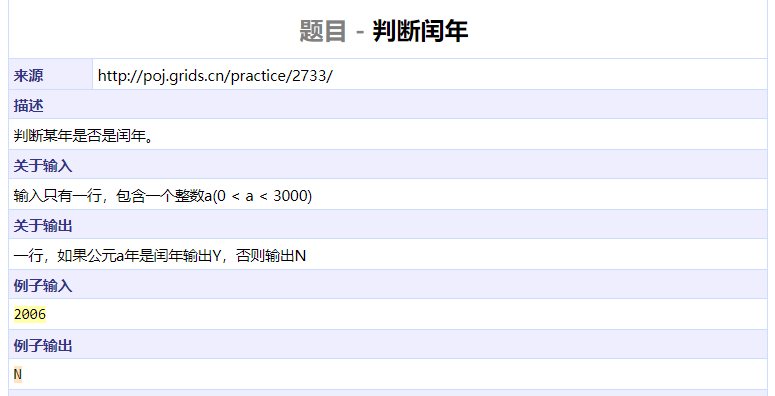 题目 - 判断闰年
来源 http://poj.grids.cn/practice/2733/
描述
判断某年是否是闰年。
关于输入
输入只有一行，包含一个整数a(0 < a < 3000)
关于输出
一行，如果公元a年是闰年输出Y，否则输出N
例子输入
2006
例子输出
N